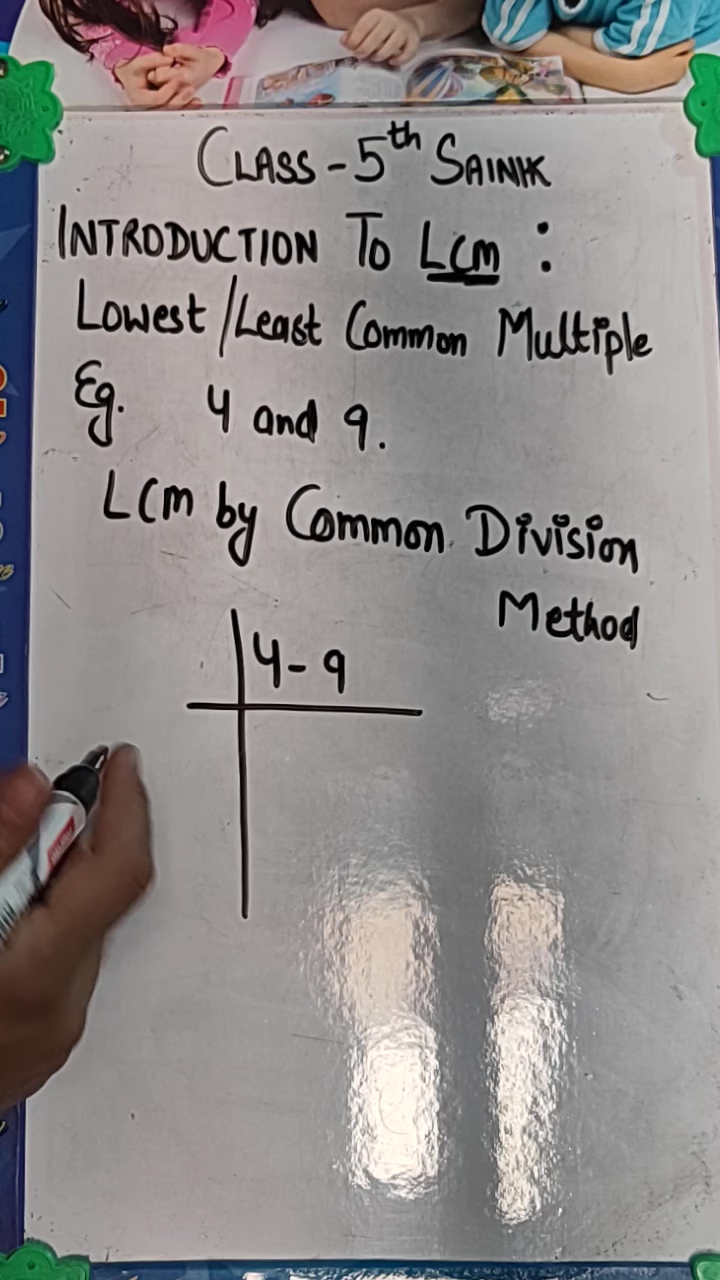 CLASS - 5th SAINIK
INTRODUCTION TO LCM :
Lowest / Least Common Multiple
Eg. 4 and 9.
LCM by Common Division
Method
4 - 9